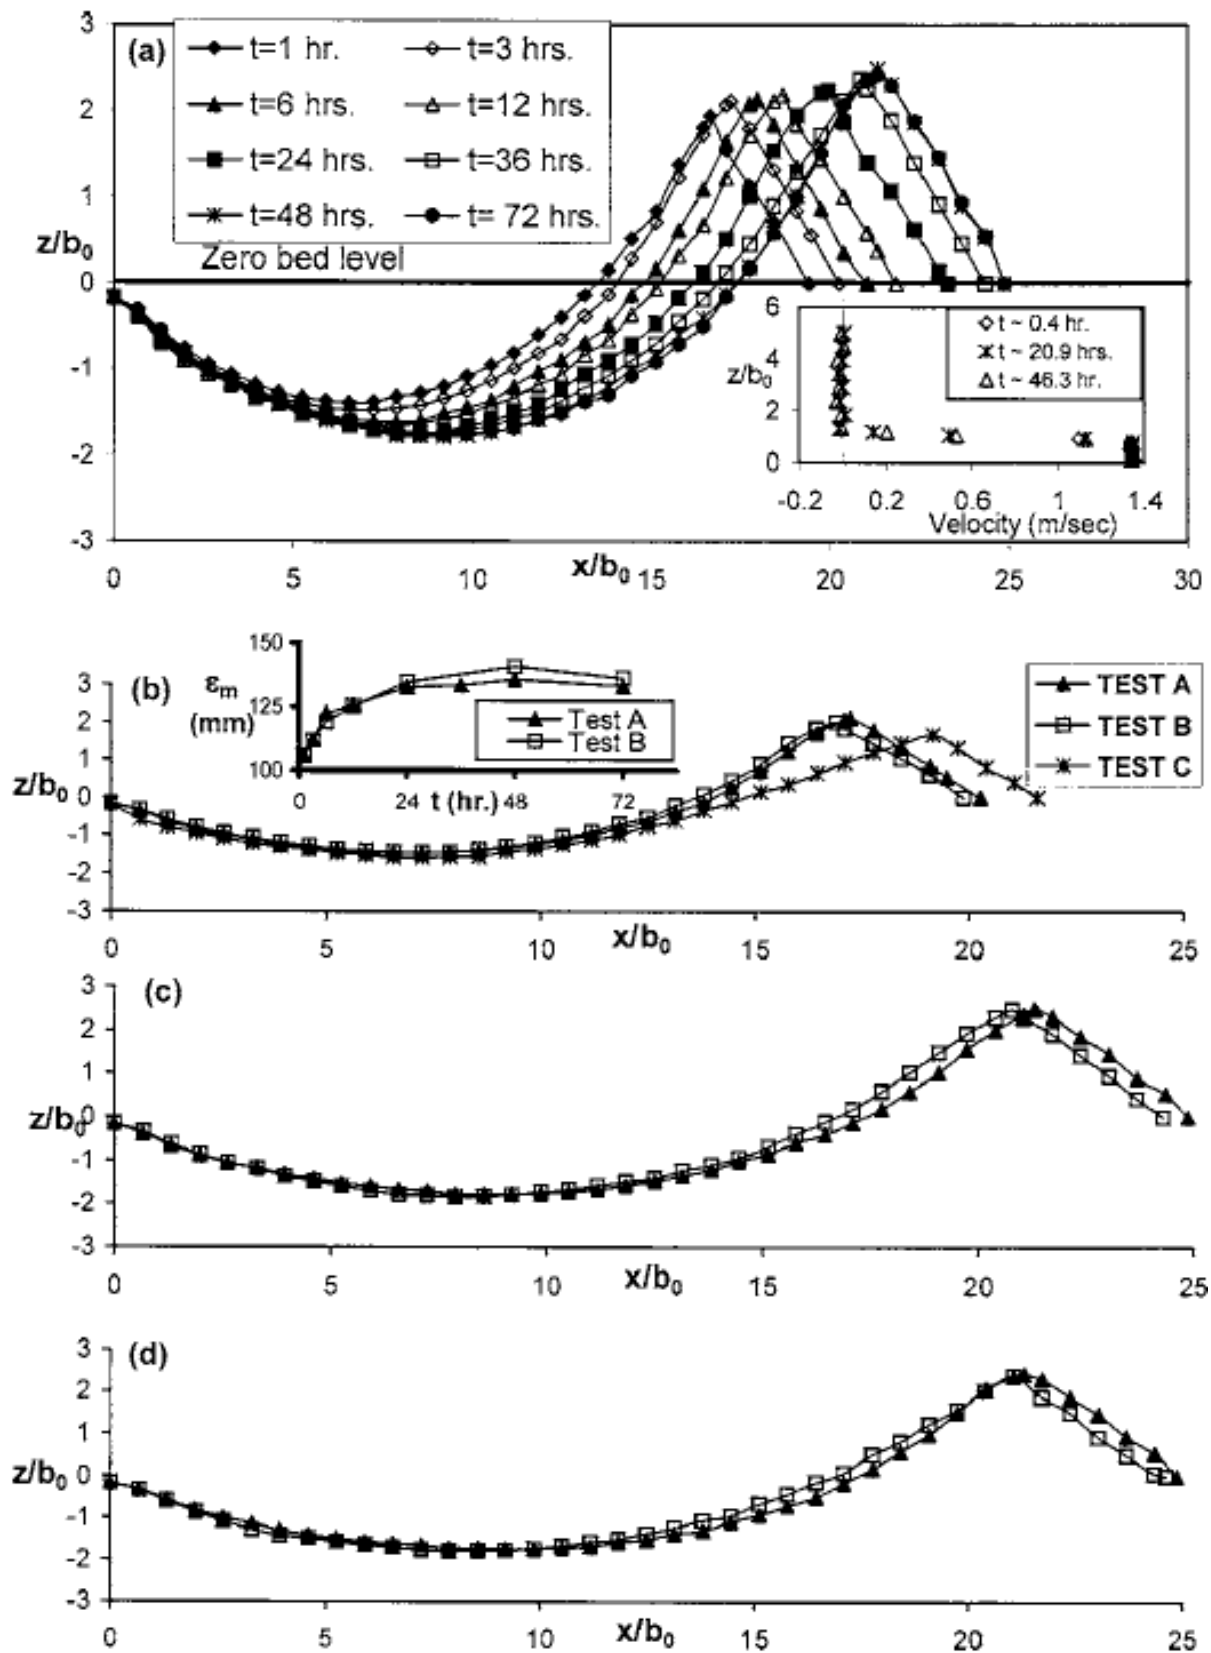 3
(a)
t=1 hr. t=3 hrs.
2
t=6 hrs. t=12 hrs.
t=24 hrs. t=36 hrs.
1
t=48 hrs. t= 72 hrs.
z/b0
Zero bed level
0
6
t ~ 0.4 hr.
-1
z/b0 4
t ~ 20.9 hrs.
t ~ 46.3 hr.
2
-2
0
-0.2 0.2 0.6 1 1.4
Velocity (m/sec)
-3
0 5 10 x/b0 15 20 25 30
150
3 (b) εm TEST A
2 (mm) 125 Test A TEST B
1 Test B TEST C
100
z/b0 0
0 24 t (hr.) 48 72
-1
-2
-3
0 5 10 x/b0 15 20 25
3 (c)
2
1
z/b0 0
-1
-2
-3
0 5 10 x/b0 15 20 25
3 (d)
2
1
z/b0 0
-1
-2
-3
0 5 10 x/b0 15 20 25